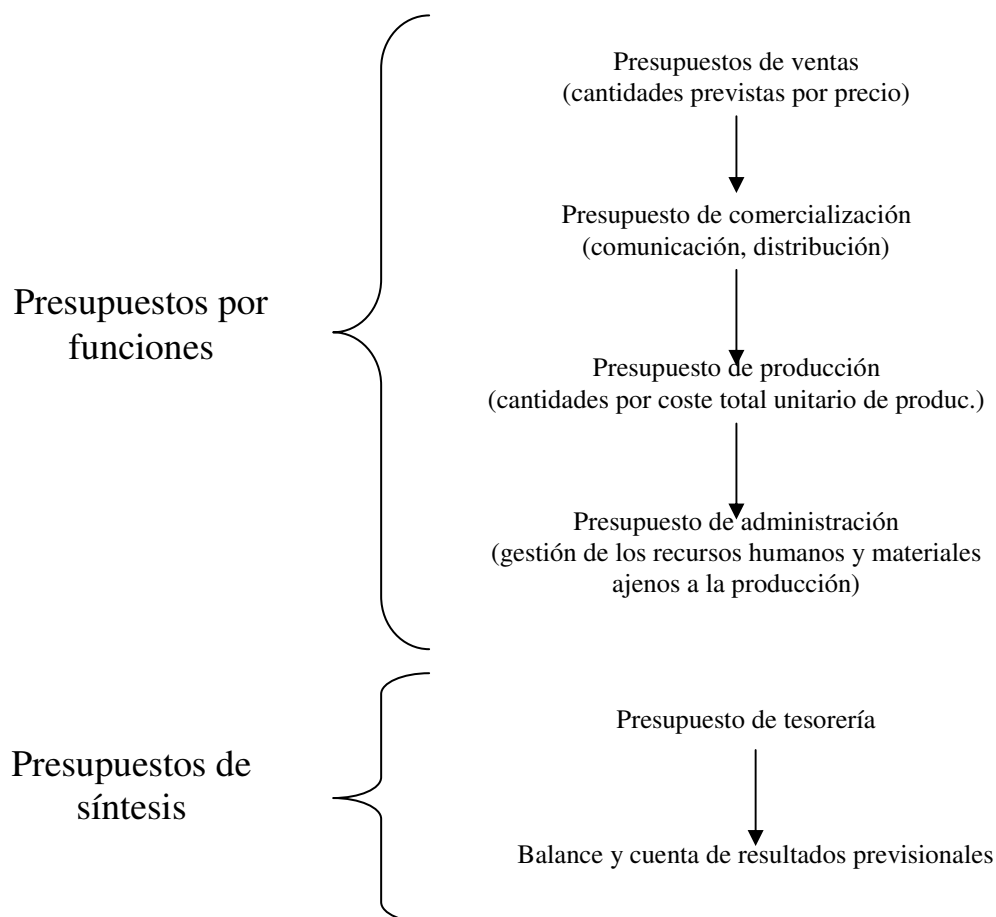 Presupuestos de ventas
(cantidades previstas por precio)
Presupuesto de comercialización
(comunicación, distribución)
Presupuestos por
funciones
Presupuesto de producción
(cantidades por coste total unitario de produc.)
Presupuesto de administración
(gestión de los recursos humanos y materiales
ajenos a la producción)
Presupuestos de
síntesis
Presupuesto de tesorería
Balance y cuenta de resultados previsionales